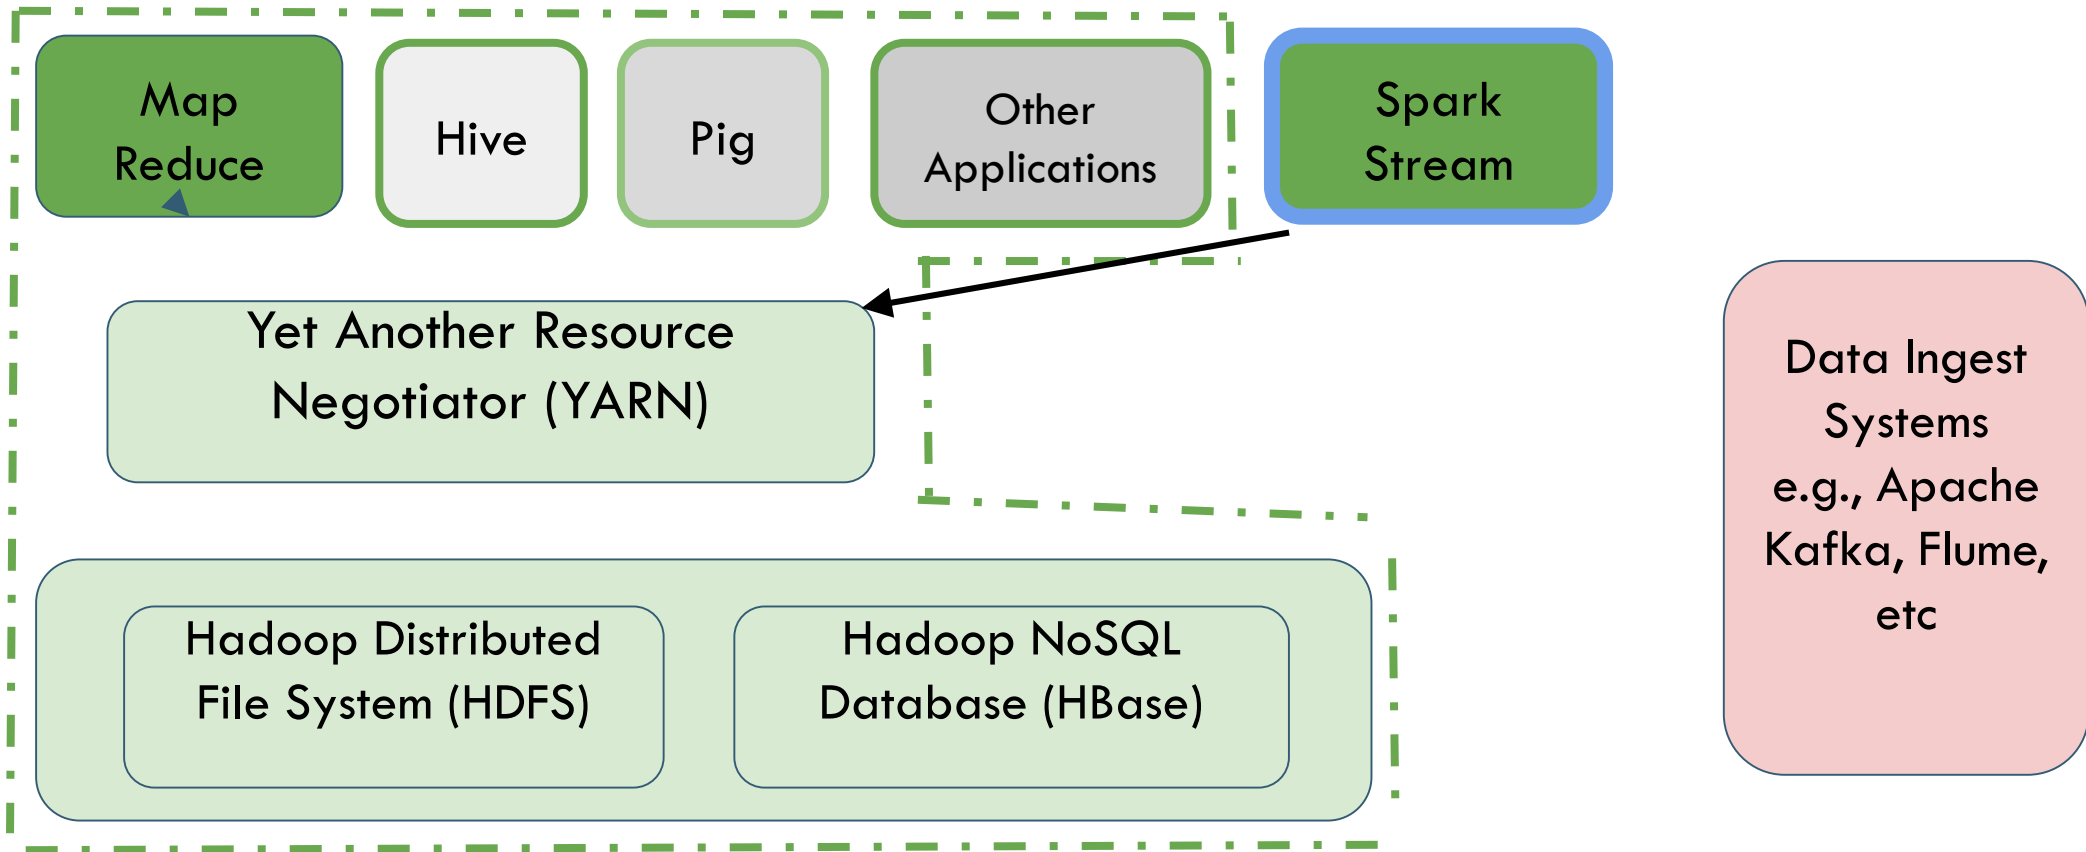 Map
Reduce
Hive
Pig
Other
Applications
Spark
Stream
Yet Another Resource
Negotiator (YARN)
Data Ingest
Systems
e.g., Apache
Kafka, Flume,
etc
Hadoop Distributed
File System (HDFS)
Hadoop NoSQL
Database (HBase)